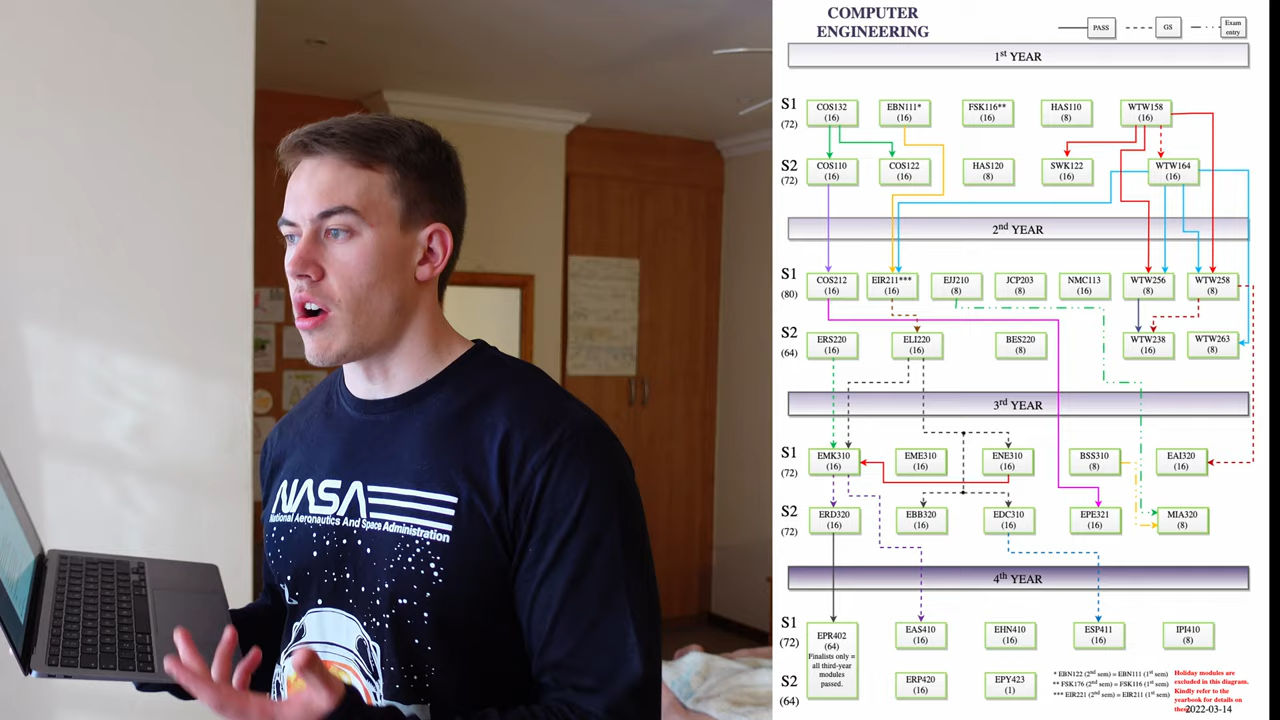 COMPUTER
ENGINEERING
PASS
GS
Exam
entry
1st YEAR
S1
(72)
COS132
(16)
EBN111*
(16)
FSK116**
(16)
HAS110
(8)
WTW158
(16)
S2
(72)
COS110
(16)
COS122
(16)
HAS120
(8)
SWK122
(16)
WTW164
(16)
2nd YEAR
S1
(80)
COS212
(16)
EIR211***
(16)
EJJ210
(8)
JCP203
(8)
NMC113
(16)
WTW256
(8)
WTW258
(8)
S2
(64)
ERS220
(16)
ELI220
(16)
BES220
(8)
WTW238
(16)
WTW263
(8)
3rd YEAR
S1
(72)
EMK310
(16)
EME310
(16)
ENE310
(16)
BSS310
(8)
EAI320
(16)
S2
(72)
ERD320
(16)
EBB320
(16)
EDC310
(16)
EPE321
(16)
MIA320
(8)
4th YEAR
S1
(72)
EPR402
(64)
Finalists only =
all third-year
modules
passed.
EAS410
(16)
EHN410
(16)
ESP411
(16)
IPI410
(8)
S2
(64)
ERP420
(16)
EPY423
(1)
* EBN122 (2nd sem) = EBN111 (1st sem)
** FSK176 (2nd sem) = FSK116 (1st sem)
*** EIR221 (2nd sem) = EIR211 (1st sem)
Holiday modules are
excluded in this diagram.
Kindly refer to the
yearbook for details on
2022-03-14
NASA
National Aeronautics And Space Administration